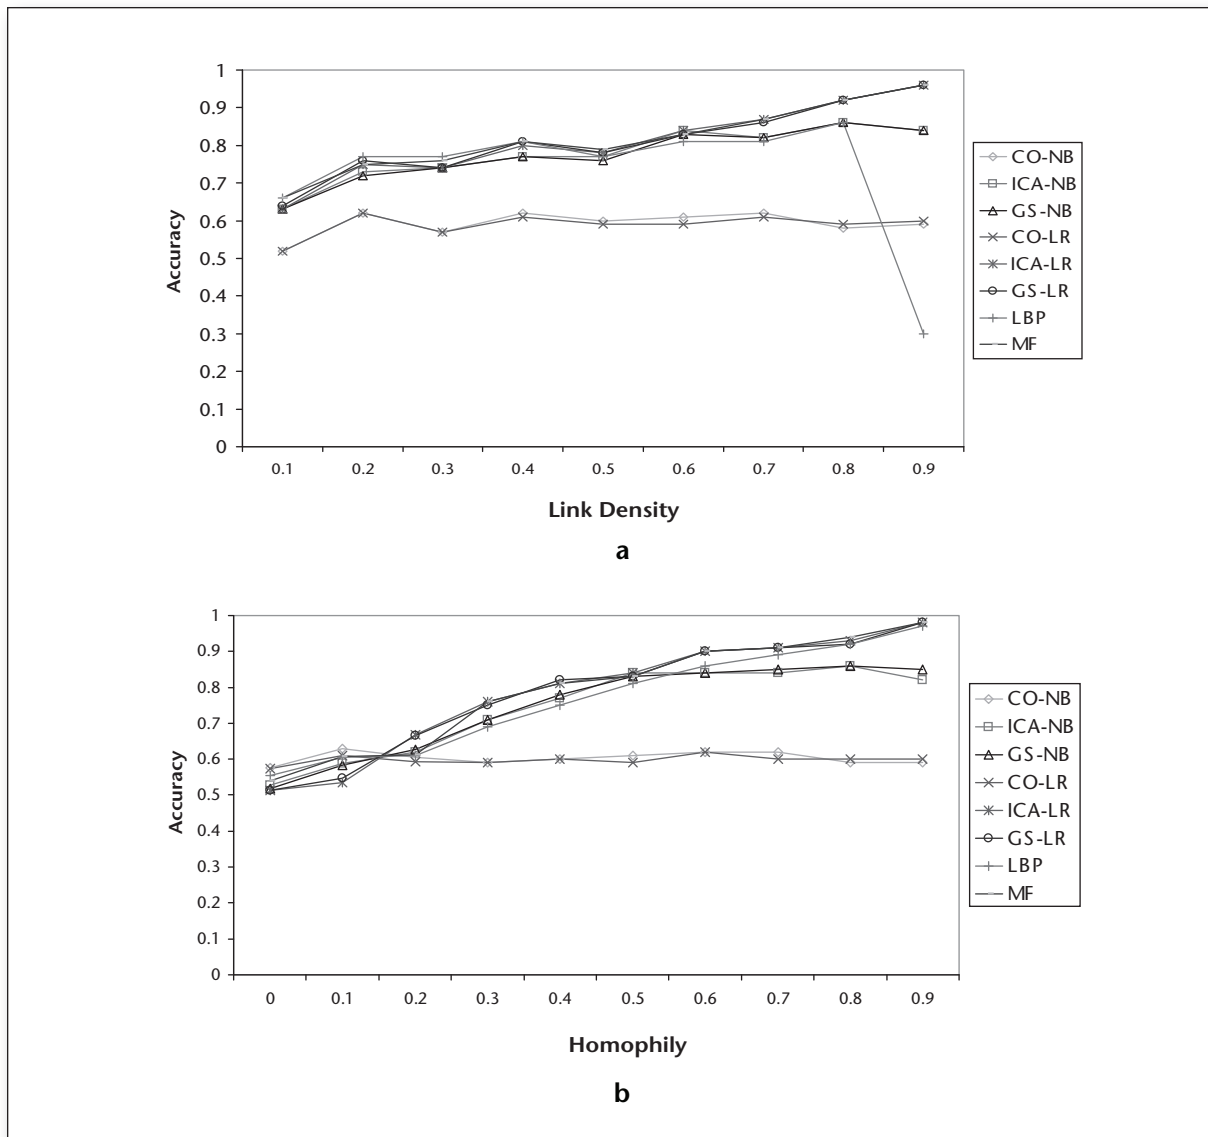 1
0.9
0.8
0.7
0.6
0.5
0.4
0.3
0.2
0.1
0
Accuracy
0.1 0.2 0.3 0.4 0.5 0.6 0.7 0.8 0.9
Link Density
CO-NB
ICA-NB
GS-NB
CO-LR
ICA-LR
GS-LR
LBP
MF
a
1
0.9
0.8
0.7
0.6
0.5
0.4
0.3
0.2
0.1
0
Accuracy
0 0.1 0.2 0.3 0.4 0.5 0.6 0.7 0.8 0.9
Homophily
CO-NB
ICA-NB
GS-NB
CO-LR
ICA-LR
GS-LR
LBP
MF
b